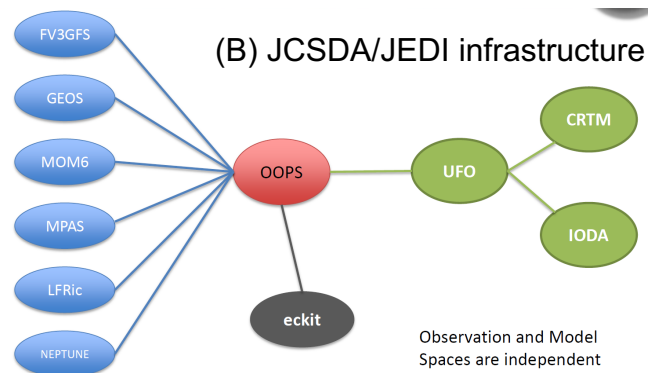 (B) JCSDA/JEDI infrastructure
FV3GFS
GEOS
MOM6
MPAS
LFRic
NEPTUNE
OOPS
eckit
UFO
CRTM
IODA
Observation and Model
Spaces are independent